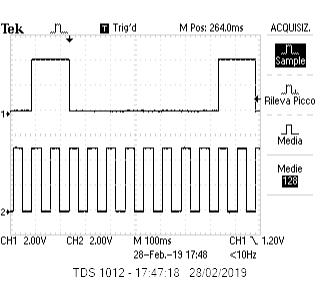 Tek T Trig'd M Pos: 264.0ms ACQUISIZ.
Sample
Rileva Picco
Media
Medie
128
1
2
CH1 2.00V CH2 2.00V M 100ms CH1 1.20V
28-Feb.-19 17:48 <10Hz
TDS 1012 - 17:47:18 28/02/2019